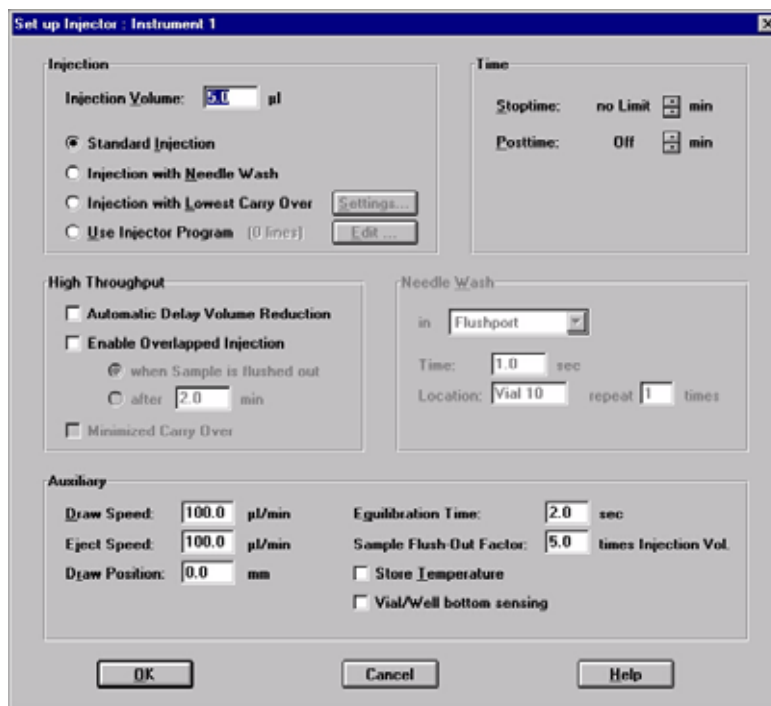 Set up Injector : Instrument 1
Injection
Injection Volume: 5.0 µl
Standard Injection
Injection with Needle Wash
Injection with Lowest Carry Over Settings...
Use Injector Program (0 lines) Edit ...
Time
Stoptime: no Limit min
Posttime: Off min
High Throughput
Automatic Delay Volume Reduction
Enable Overlapped Injection
when Sample is flushed out
after 2.0 min
Minimized Carry Over
Needle Wash
in Flushport
Time: 1.0 sec
Location: Vial 10 repeat 1 times
Auxiliary
Draw Speed: 100.0 µl/min
Eject Speed: 100.0 µl/min
Draw Position: 0.0 mm
Equilibration Time: 2.0 sec
Sample Flush-Out Factor: 5.0 times Injection Vol.
Store Temperature
Vial/Well bottom sensing
OK Cancel Help